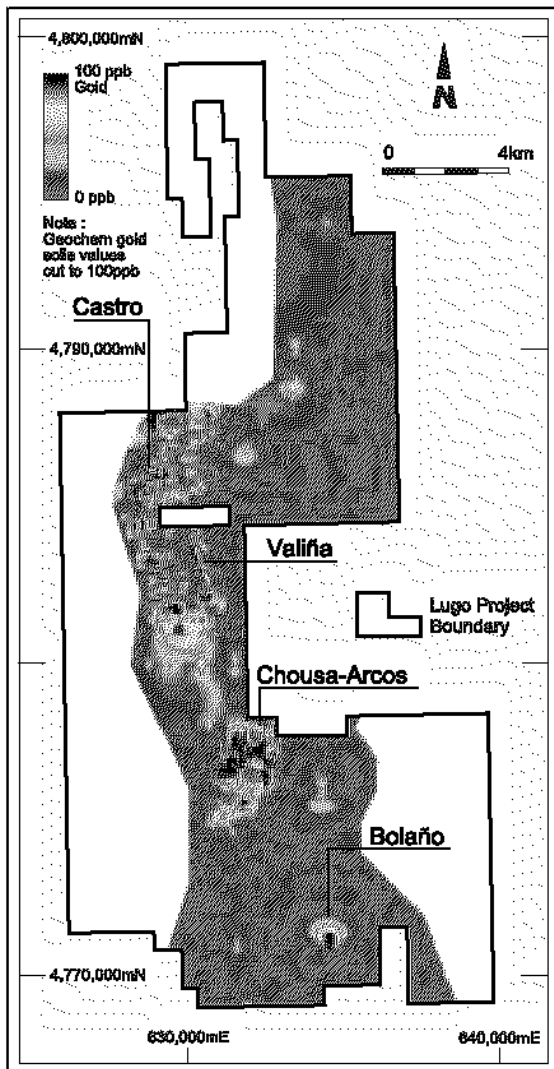 4,800,000mN
100 ppb
Gold
0 ppb
Note :
Geochem gold
soils values
cut to 100ppb
N
0 4km
Castro
4,790,000mN
Valiña
Lugo Project
Boundary
Chousa-Arcos
Bolaño
4,770,000mN
630,000mE 640,000mE